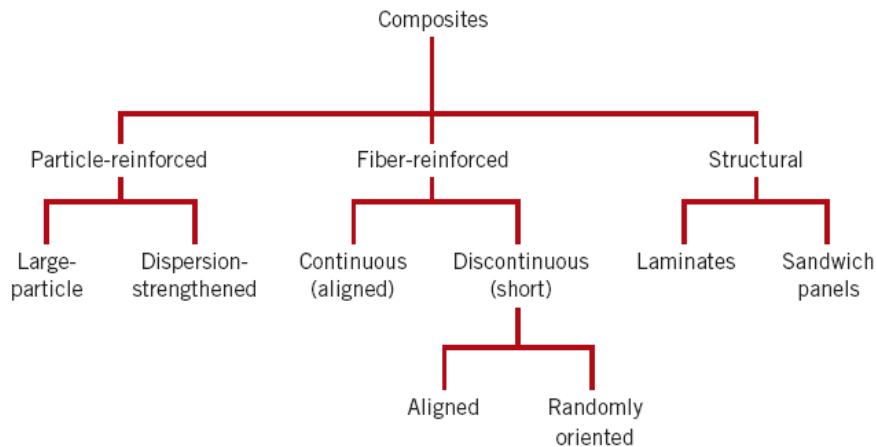 Composites
Particle-reinforced
Fiber-reinforced
Structural
Large-
particle
Dispersion-
strengthened
Continuous
(aligned)
Discontinuous
(short)
Laminates
Sandwich
panels
Aligned
Randomly
oriented